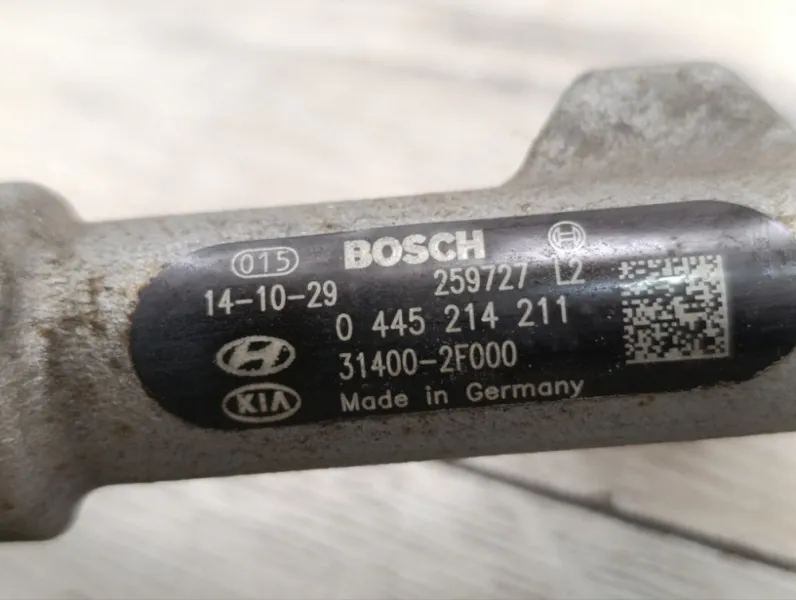 015 BOSCH
14-10-29 259727 L2
0 445 214 211
31400-2F000
KIA Made in Germany